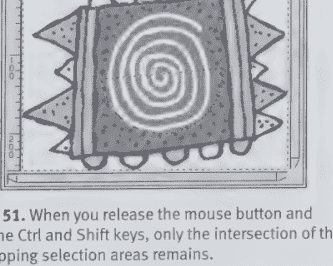 51. When you release the mouse button and
he Ctrl and Shift keys, only the intersection of th
pping selection areas remains.